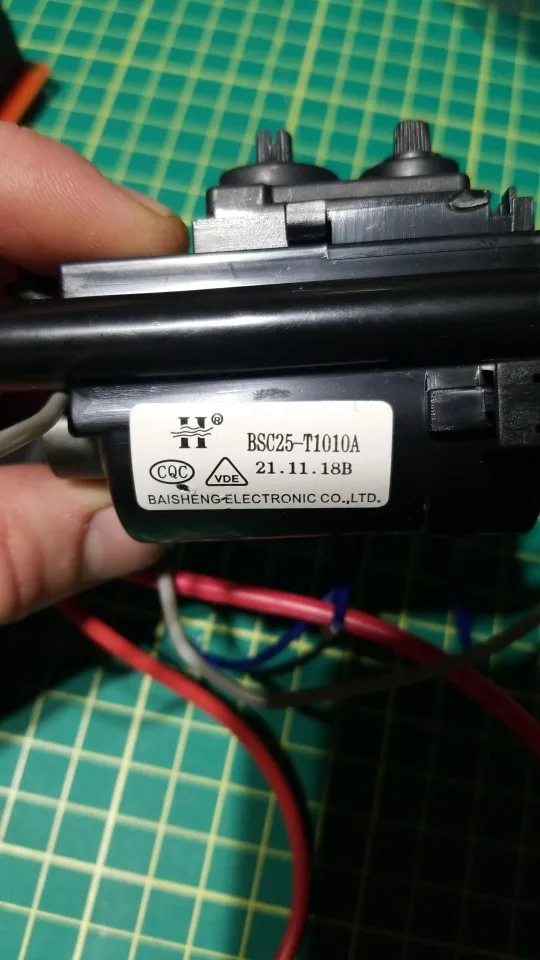 H®
BSC25-T1010A
CQC
VDE
21.11.18B
BAISHENG ELECTRONIC CO.,LTD.